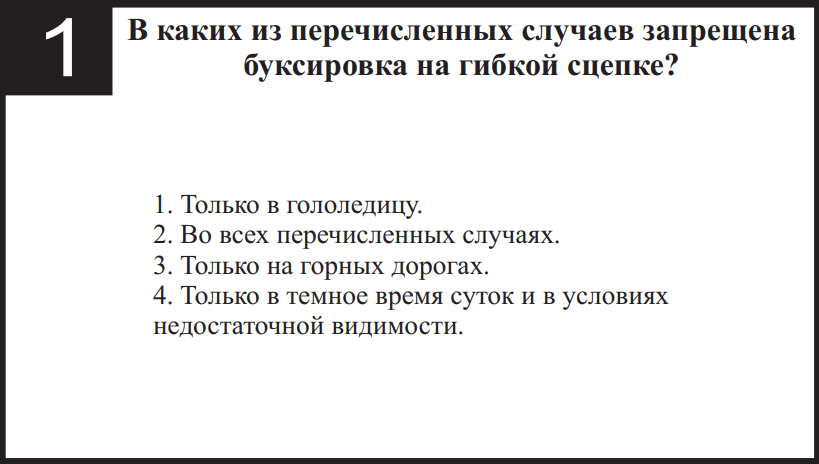 1
В каких из перечисленных случаев запрещена
буксировка на гибкой сцепке?
1. Только в гололедицу.
2. Во всех перечисленных случаях.
3. Только на горных дорогах.
4. Только в темное время суток и в условиях
недостаточной видимости.